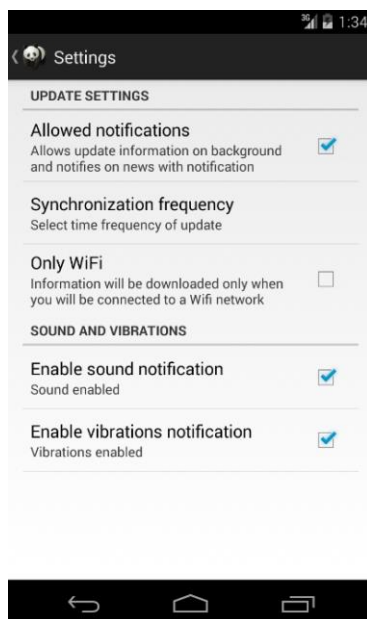 3G 1:34
Settings
UPDATE SETTINGS
Allowed notifications
Allows update information on background
and notifies on news with notification
Synchronization frequency
Select time frequency of update
Only WiFi
Information will be downloaded only when
you will be connected to a Wifi network
SOUND AND VIBRATIONS
Enable sound notification
Sound enabled
Enable vibrations notification
Vibrations enabled